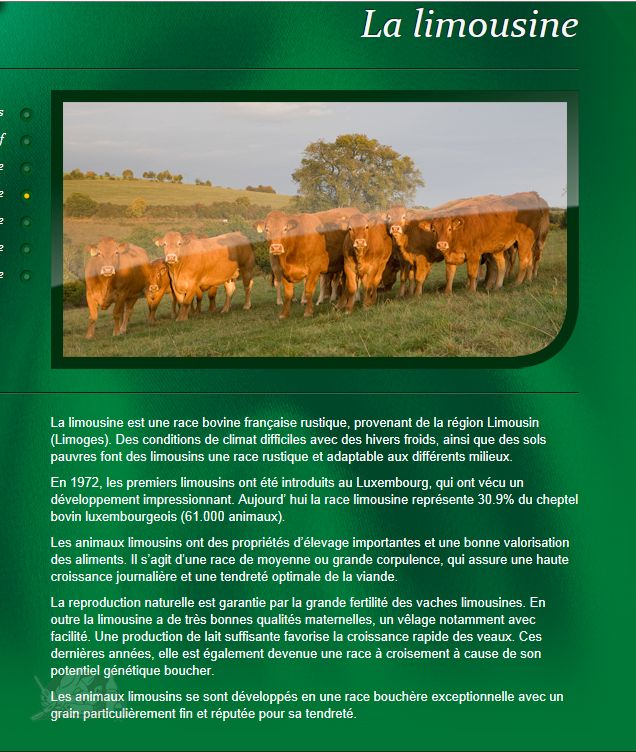 La limousine
s
f
e
e
e
e
e
La limousine est une race bovine française rustique, provenant de la région Limousin
(Limoges). Des conditions de climat difficiles avec des hivers froids, ainsi que des sols
pauvres font des limousins une race rustique et adaptable aux différents milieux.
En 1972, les premiers limousins ont été introduits au Luxembourg, qui ont vécu un
développement impressionnant. Aujourd’ hui la race limousine représente 30.9% du cheptel
bovin luxembourgeois (61.000 animaux).
Les animaux limousins ont des propriétés d’élevage importantes et une bonne valorisation
des aliments. Il s’agit d’une race de moyenne ou grande corpulence, qui assure une haute
croissance journalière et une tendreté optimale de la viande.
La reproduction naturelle est garantie par la grande fertilité des vaches limousines. En
outre la limousine a de très bonnes qualités maternelles, un vêlage notamment avec
facilité. Une production de lait suffisante favorise la croissance rapide des veaux. Ces
dernières années, elle est également devenue une race à croisement à cause de son
potentiel génétique boucher.
Les animaux limousins se sont développés en une race bouchère exceptionnelle avec un
grain particulièrement fin et réputée pour sa tendreté.